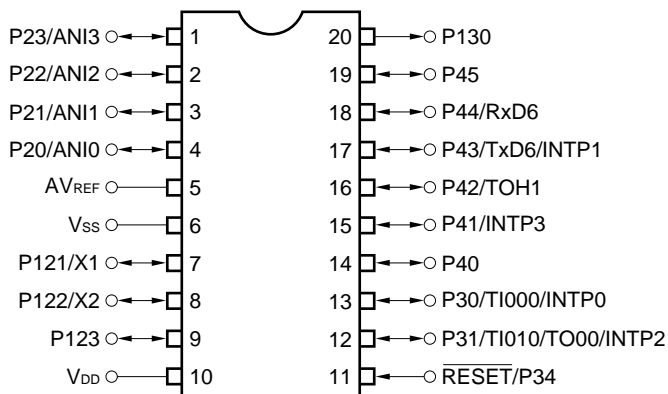 P23/ANI3 1 20 P130
P22/ANI2 2 19 P45
P21/ANI1 3 18 P44/RxD6
P20/ANI0 4 17 P43/TxD6/INTP1
AVREF 5 16 P42/TOH1
VSS 6 15 P41/INTP3
P121/X1 7 14 P40
P122/X2 8 13 P30/TI000/INTP0
P123 9 12 P31/TI010/TO00/INTP2
VDD 10 11 R̅E̅S̅E̅T̅/P34